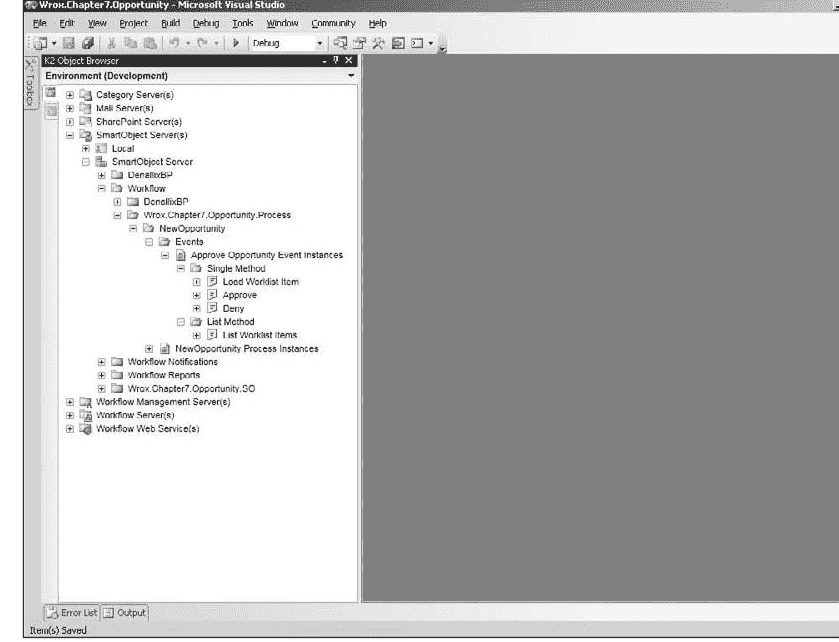 Wrox.Chapter7.Opportunity - Microsoft Visual Studio
File Edit View Project Build Debug Tools Window Community Help
Debug
K2 Object Browser
Toolbox
Environment (Development)
Category Server(s)
Mail Server(s)
SharePoint Server(s)
SmartObject Server(s)
Local
SmartObject Server
DenallixBP
Workflow
DenallixBP
Wrox.Chapter7.Opportunity.Process
NewOpportunity
Events
Approve Opportunity Event Instances
Single Method
Load Worklist Item
Approve
Deny
List Method
List Worklist Items
NewOpportunity Process Instances
Workflow Notifications
Workflow Reports
Wrox.Chapter7.Opportunity.SO
Workflow Management Server(s)
Workflow Server(s)
Workflow Web Service(s)
Error List Output
Item(s) Saved